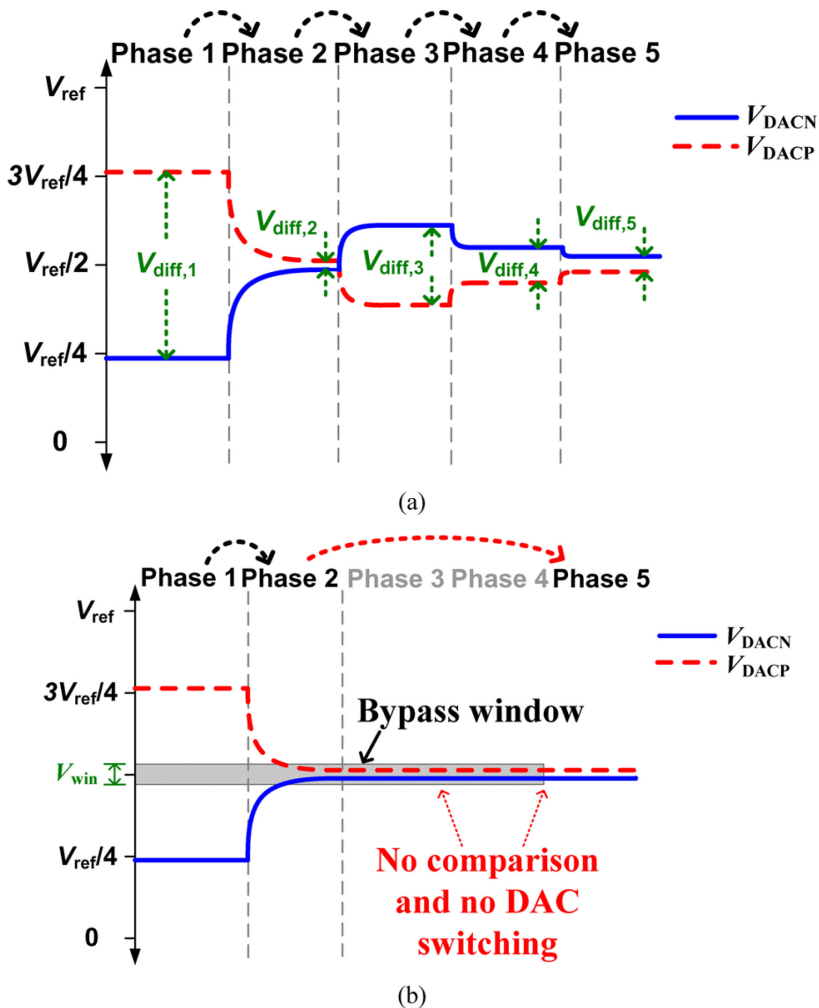 Phase 1 Phase 2 Phase 3 Phase 4 Phase 5
Vref
VDACN
VDACP
3Vref/4
Vdiff,2
Vdiff,5
Vref/2
Vdiff,1
Vdiff,3
Vdiff,4
Vref/4
0
(a)
Phase 1 Phase 2 Phase 3 Phase 4 Phase 5
Vref
VDACN
VDACP
3Vref/4
Bypass window
Vwin
Vref/4
No comparison
and no DAC
switching
0
(b)